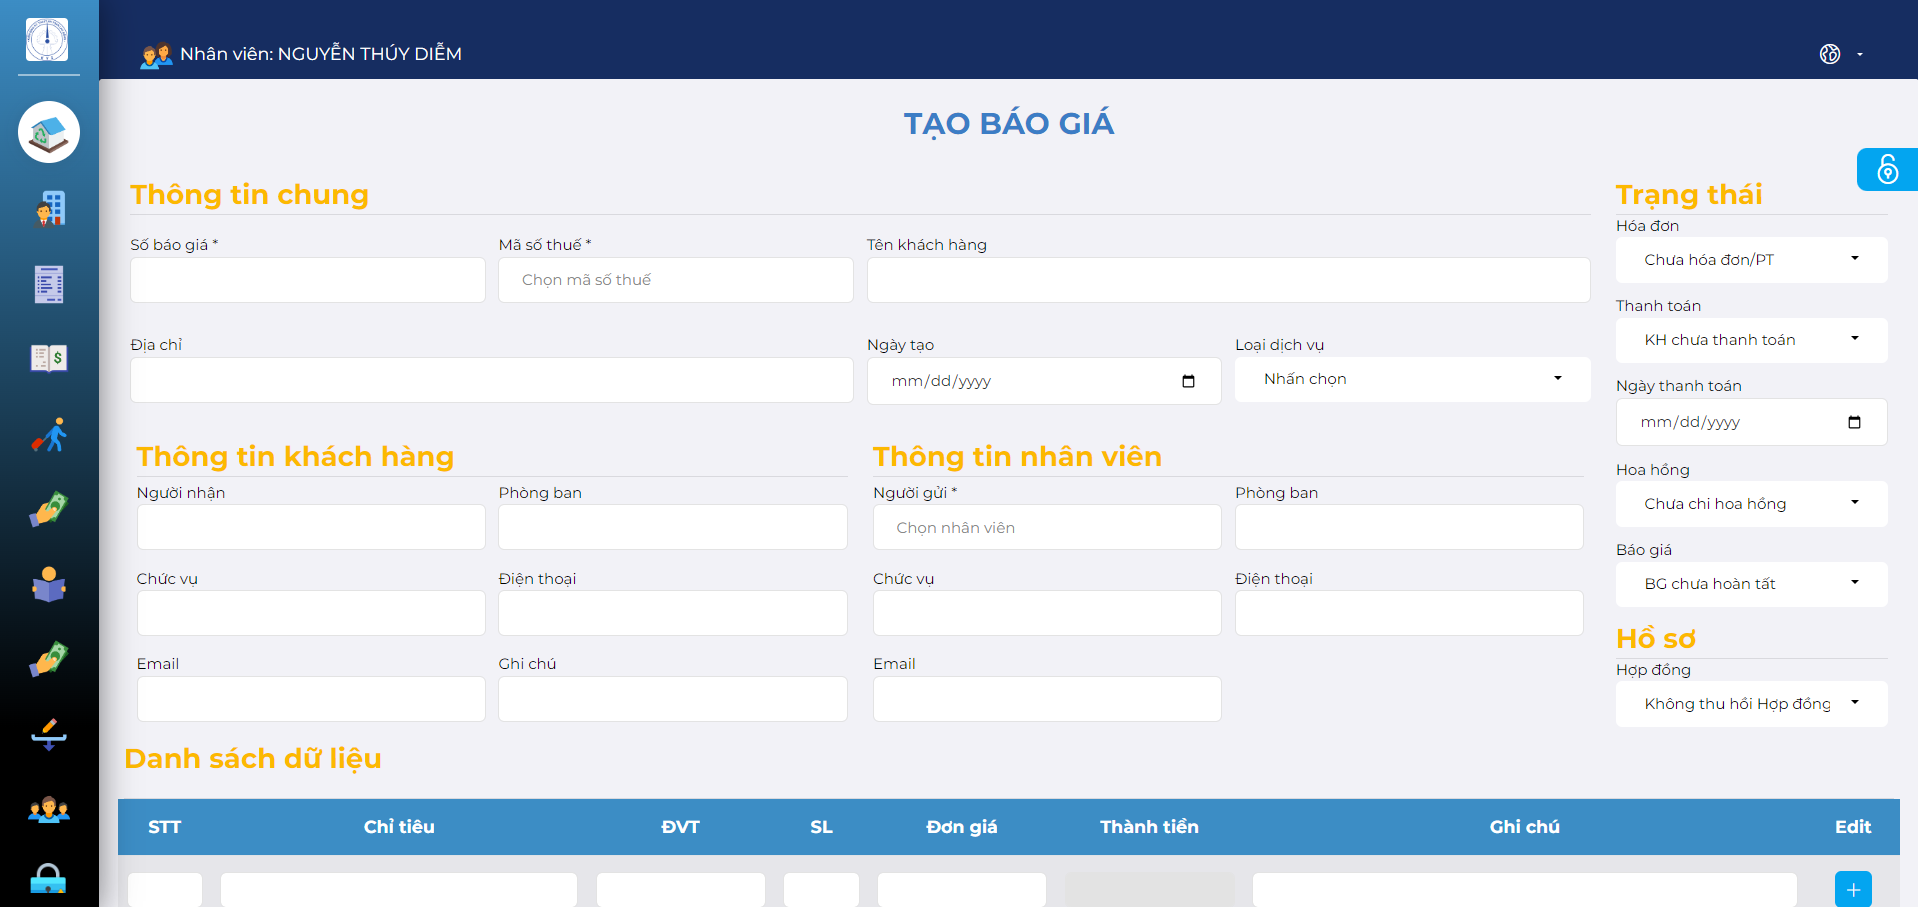 Nhân viên: NGUYỄN THÚY DIỄM
TẠO BÁO GIÁ
Thông tin chung
Số báo giá *
Mã số thuế *
Chọn mã số thuế
Tên khách hàng
Địa chỉ
Ngày tạo
mm/dd/yyyy
Loại dịch vụ
Nhấn chọn
Thông tin khách hàng
Người nhận
Phòng ban
Chức vụ
Điện thoại
Email
Ghi chú
Thông tin nhân viên
Người gửi *
Chọn nhân viên
Phòng ban
Chức vụ
Điện thoại
Email
Trạng thái
Hóa đơn
Chưa hóa đơn/PT
Thanh toán
KH chưa thanh toán
Ngày thanh toán
mm/dd/yyyy
Hoa hồng
Chưa chi hoa hồng
Báo giá
BG chưa hoàn tất
Hồ sơ
Hợp đồng
Không thu hồi Hợp đồng
Danh sách dữ liệu
STT Chỉ tiêu ĐVT SL Đơn giá Thành tiền Ghi chú Edit